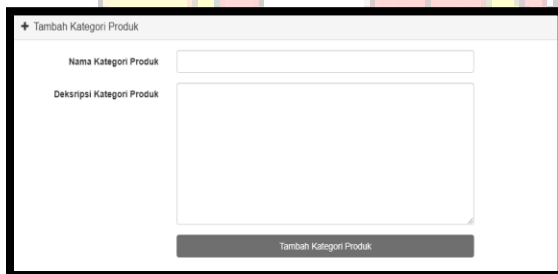 + Tambah Kategori Produk
Nama Kategori Produk
Deksripsi Kategori Produk
Tambah Kategori Produk